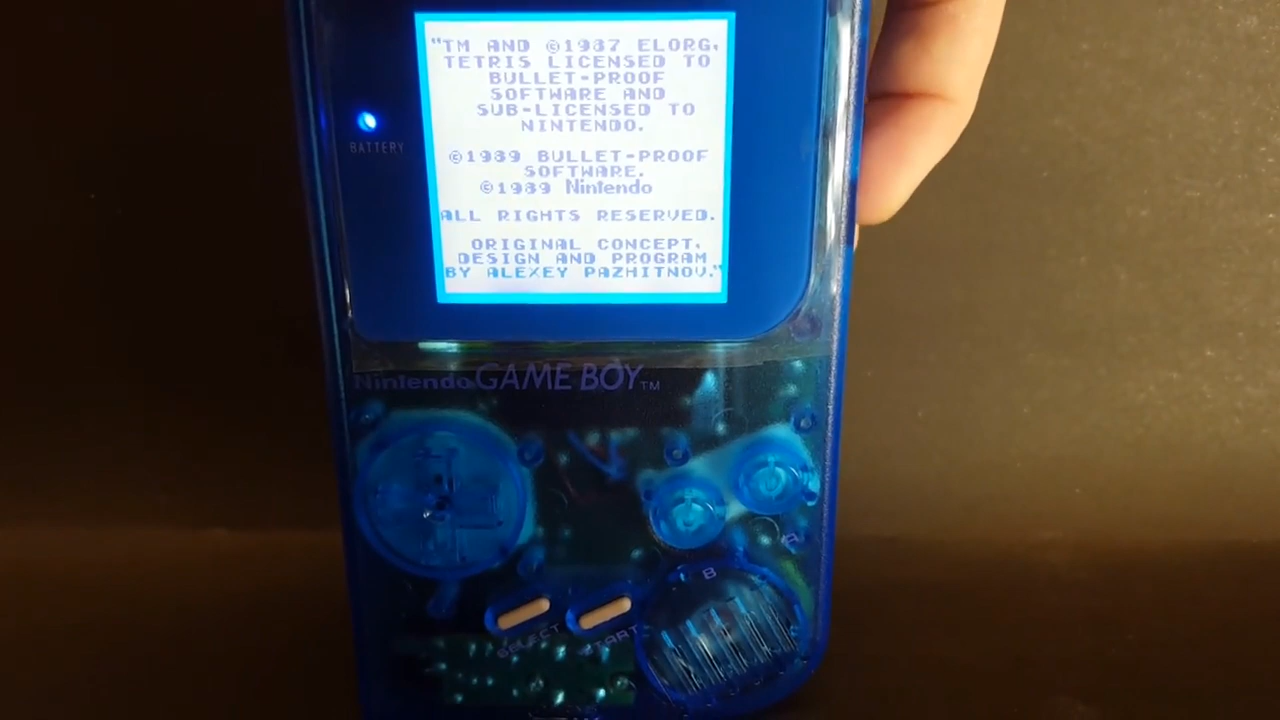 "TM AND ©1987 ELORG,
TETRIS LICENSED TO
BULLET-PROOF
SOFTWARE AND
SUB-LICENSED TO
NINTENDO.
©1989 BULLET-PROOF
SOFTWARE.
©1989 Nintendo
ALL RIGHTS RESERVED.
ORIGINAL CONCEPT,
DESIGN AND PROGRAM
BY ALEXEY PAZHITNOV."
BATTERY
Nintendo GAME BOY TM
A
B
SELECT
START